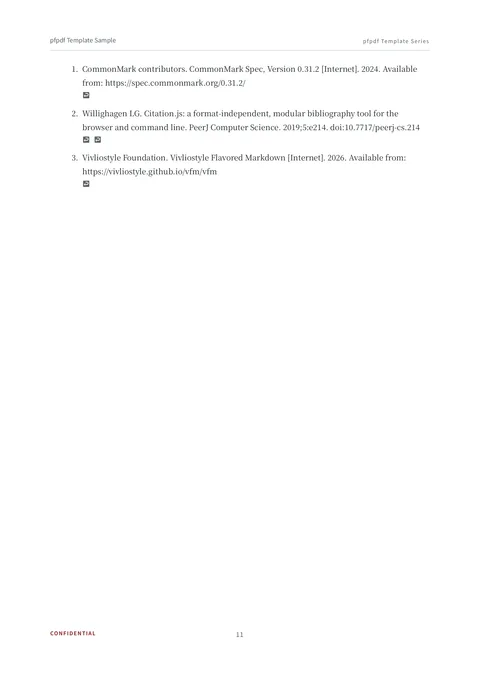 pfpdf Template Sample
pfpdf Template Series
1. CommonMark contributors. CommonMark Spec, Version 0.31.2 [Internet]. 2024. Available
from: https://spec.commonmark.org/0.31.2/
↩
2. Willighagen LG. Citation.js: a format-independent, modular bibliography tool for the
browser and command line. PeerJ Computer Science. 2019;5:e214. doi:10.7717/peerj-cs.214
↩ ↩
3. Vivliostyle Foundation. Vivliostyle Flavored Markdown [Internet]. 2026. Available from:
https://vivliostyle.github.io/vfm/vfm
↩
CONFIDENTIAL
11